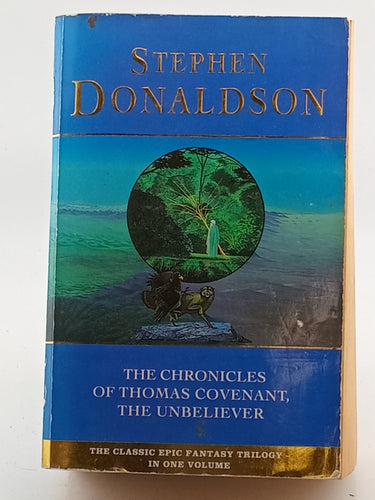 STEPHEN
DONALDSON
THE CHRONICLES
OF THOMAS COVENANT,
THE UNBELIEVER
THE CLASSIC EPIC FANTASY TRILOGY –
IN ONE VOLUME